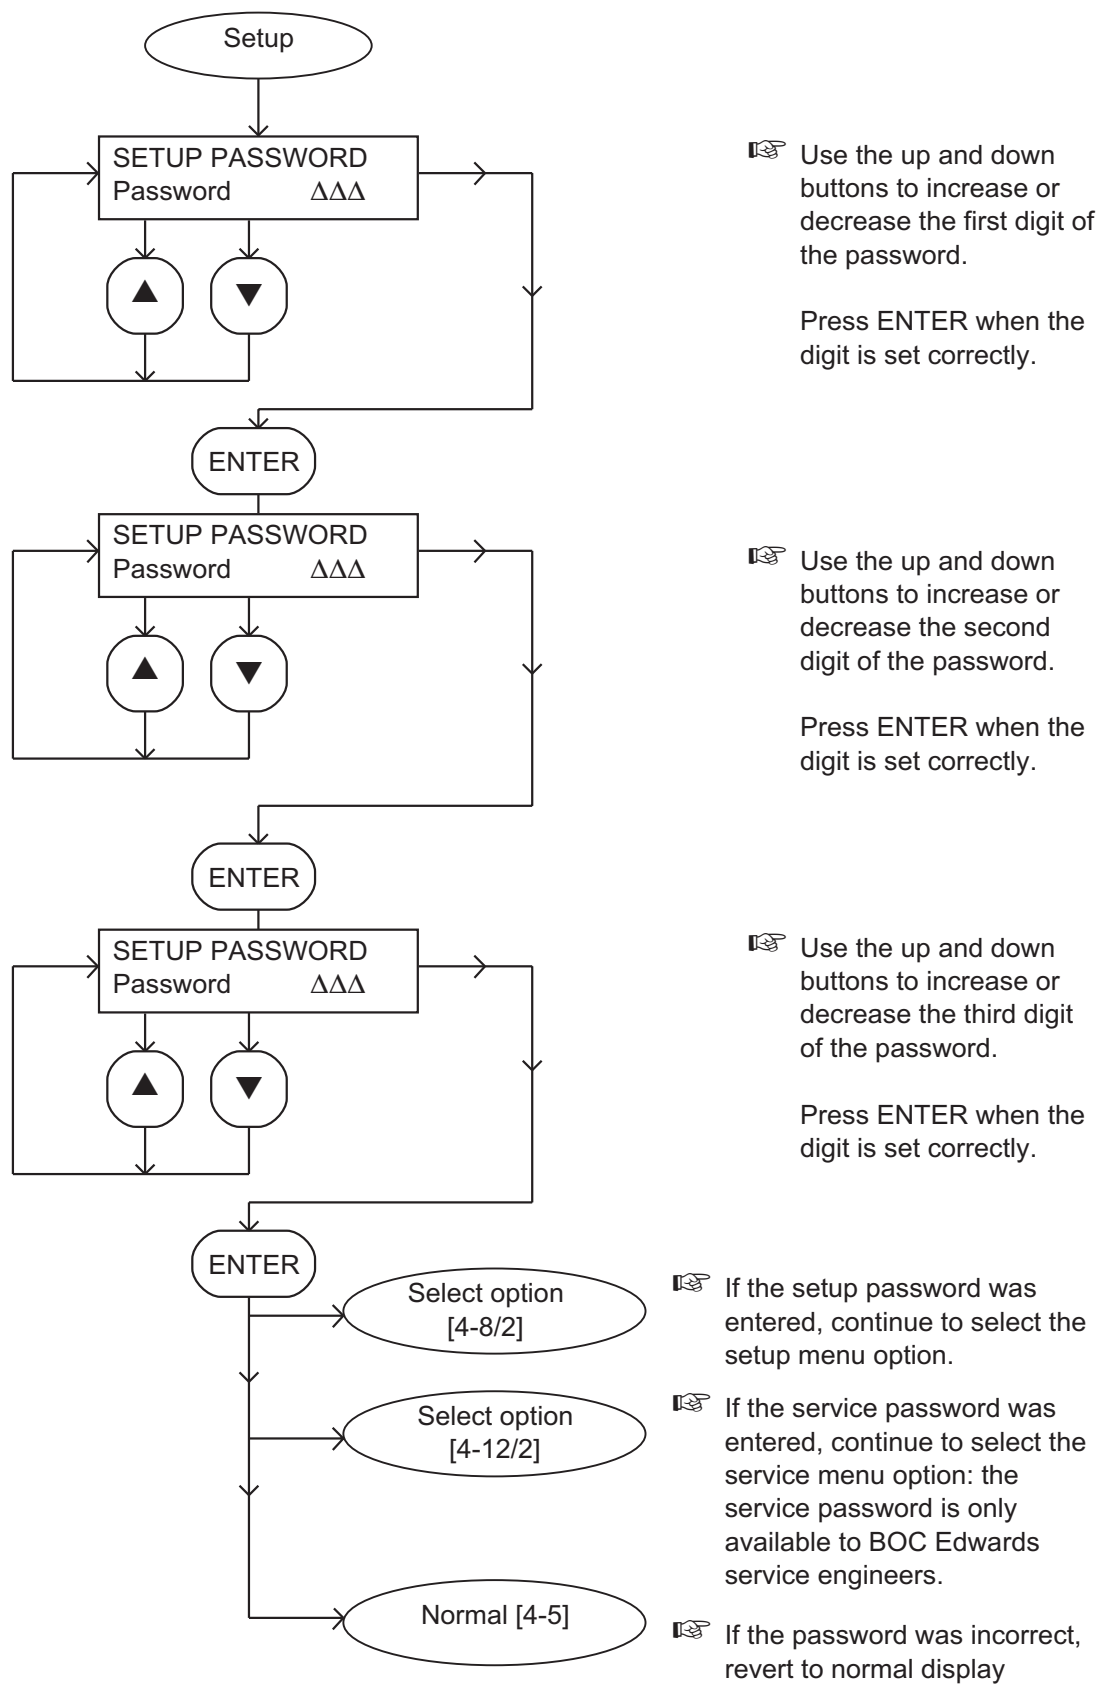 Setup
SETUP PASSWORD
Password ΔΔΔ
▲ ▼
☞ Use the up and down
buttons to increase or
decrease the first digit of
the password.
Press ENTER when the
digit is set correctly.
ENTER
SETUP PASSWORD
Password ΔΔΔ
▲ ▼
☞ Use the up and down
buttons to increase or
decrease the second
digit of the password.
Press ENTER when the
digit is set correctly.
ENTER
SETUP PASSWORD
Password ΔΔΔ
▲ ▼
☞ Use the up and down
buttons to increase or
decrease the third digit
of the password.
Press ENTER when the
digit is set correctly.
ENTER
Select option
[4-8/2]
☞ If the setup password was
entered, continue to select the
setup menu option.
Select option
[4-12/2]
☞ If the service password was
entered, continue to select the
service menu option: the
service password is only
available to BOC Edwards
service engineers.
Normal [4-5]
☞ If the password was incorrect,
revert to normal display